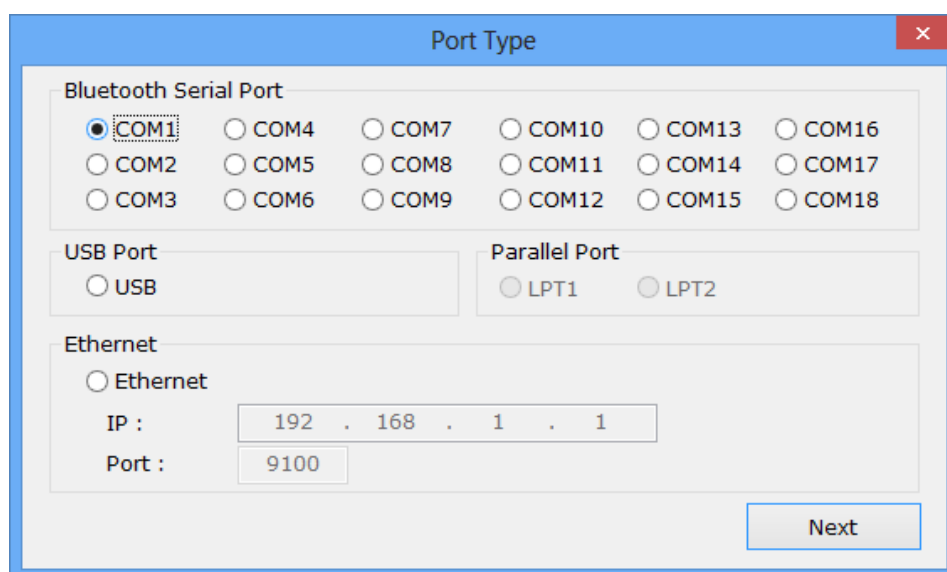 Port Type
Bluetooth Serial Port
COM1 COM4 COM7 COM10 COM13 COM16
COM2 COM5 COM8 COM11 COM14 COM17
COM3 COM6 COM9 COM12 COM15 COM18
USB Port Parallel Port
USB LPT1 LPT2
Ethernet
Ethernet
IP : 192 . 168 . 1 . 1
Port : 9100
Next